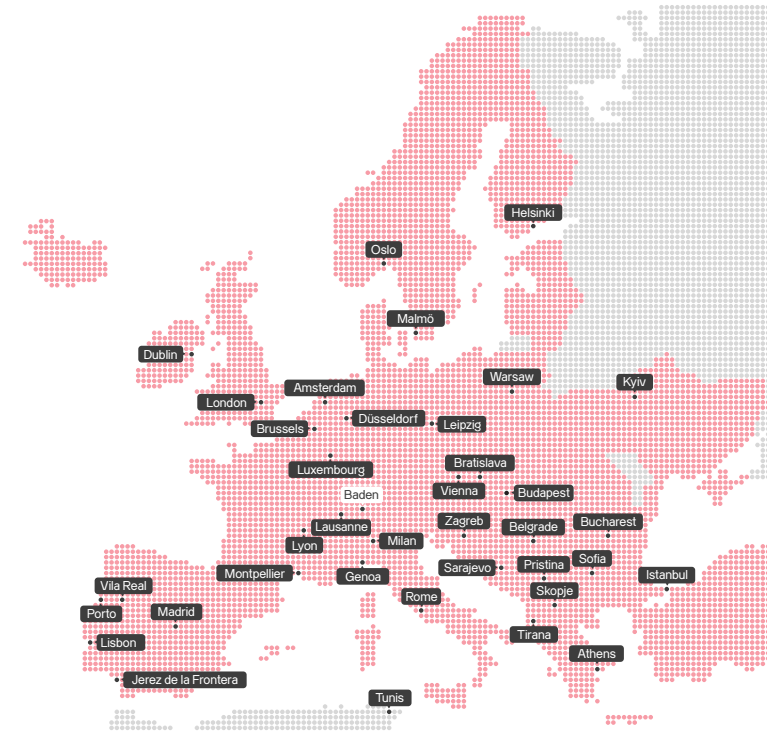 Helsinki
Oslo
Malmö
Dublin
Warsaw
Kyiv
Amsterdam
London
Düsseldorf
Leipzig
Brussels
Bratislava
Luxembourg
Vienna
Budapest
Baden
Zagreb
Bucharest
Lausanne
Belgrade
Lyon
Milan
Sofia
Pristina
Sarajevo
Montpellier
Genoa
Istanbul
Vila Real
Skopje
Rome
Porto
Madrid
Tirana
Lisbon
Athens
Jerez de la Frontera
Tunis